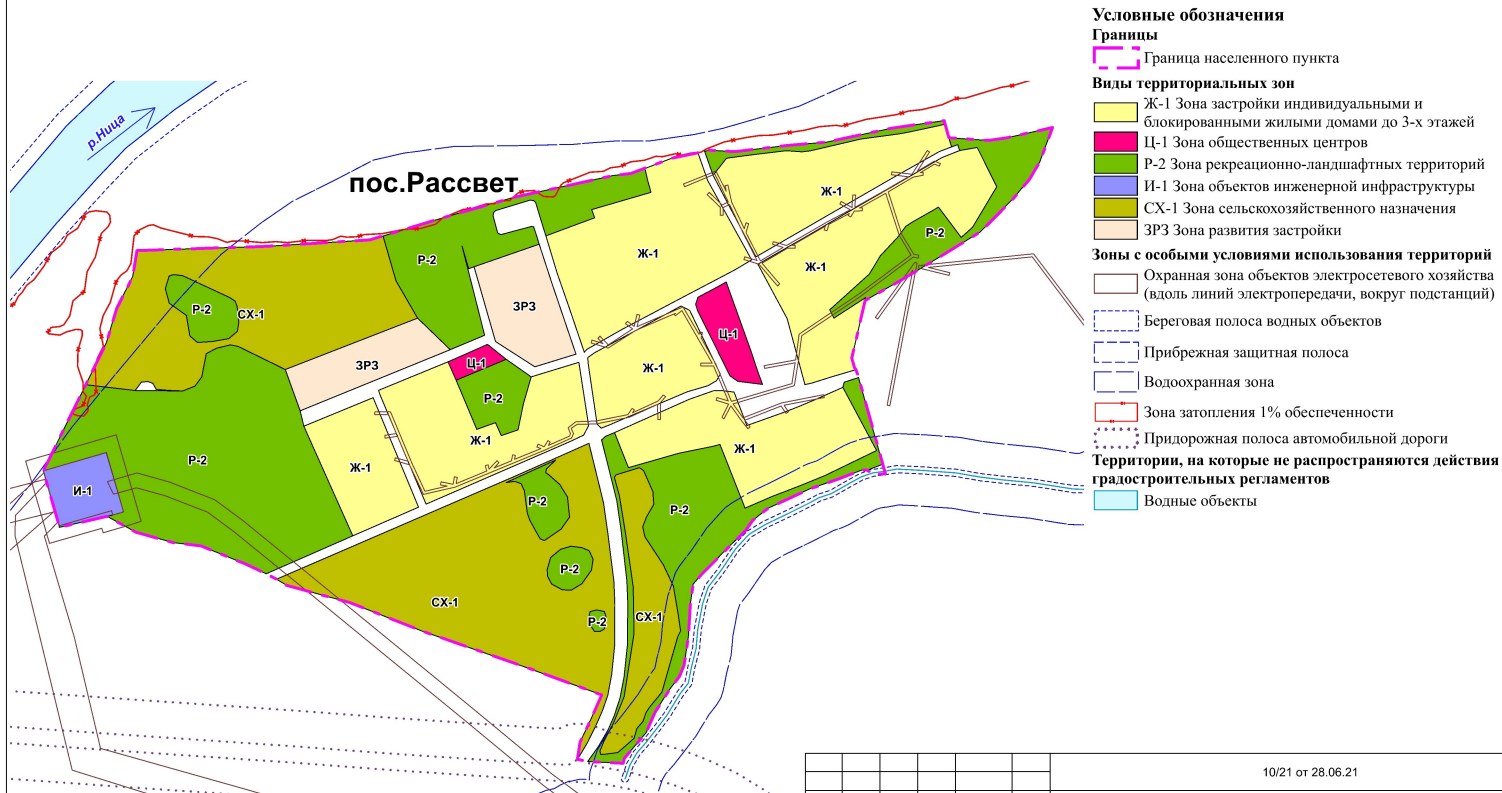 р.Ница
пос.Рассвет
Ж-1
Р-2
Р-2
Ж-1
Ж-1
Р-2
СХ-1
ЗРЗ
Ц-1
ЗРЗ
Ц-1
Ж-1
Р-2
Ж-1
Ж-1
Р-2
Ж-1
И-1
Р-2
Р-2
Р-2
СХ-1
Р-2
СХ-1
Условные обозначения
Границы
Граница населенного пункта
Виды территориальных зон
Ж-1 Зона застройки индивидуальными и
блокированными жилыми домами до 3-х этажей
Ц-1 Зона общественных центров
Р-2 Зона рекреационно-ландшафтных территорий
И-1 Зона объектов инженерной инфраструктуры
СХ-1 Зона сельскохозяйственного назначения
ЗРЗ Зона развития застройки
Зоны с особыми условиями использования территорий
Охранная зона объектов электросетевого хозяйства
(вдоль линий электропередачи, вокруг подстанций)
Береговая полоса водных объектов
Прибрежная защитная полоса
Водоохранная зона
Зона затопления 1% обеспеченности
Придорожная полоса автомобильной дороги
Территории, на которые не распространяются действия
градостроительных регламентов
Водные объекты
10/21 от 28.06.21